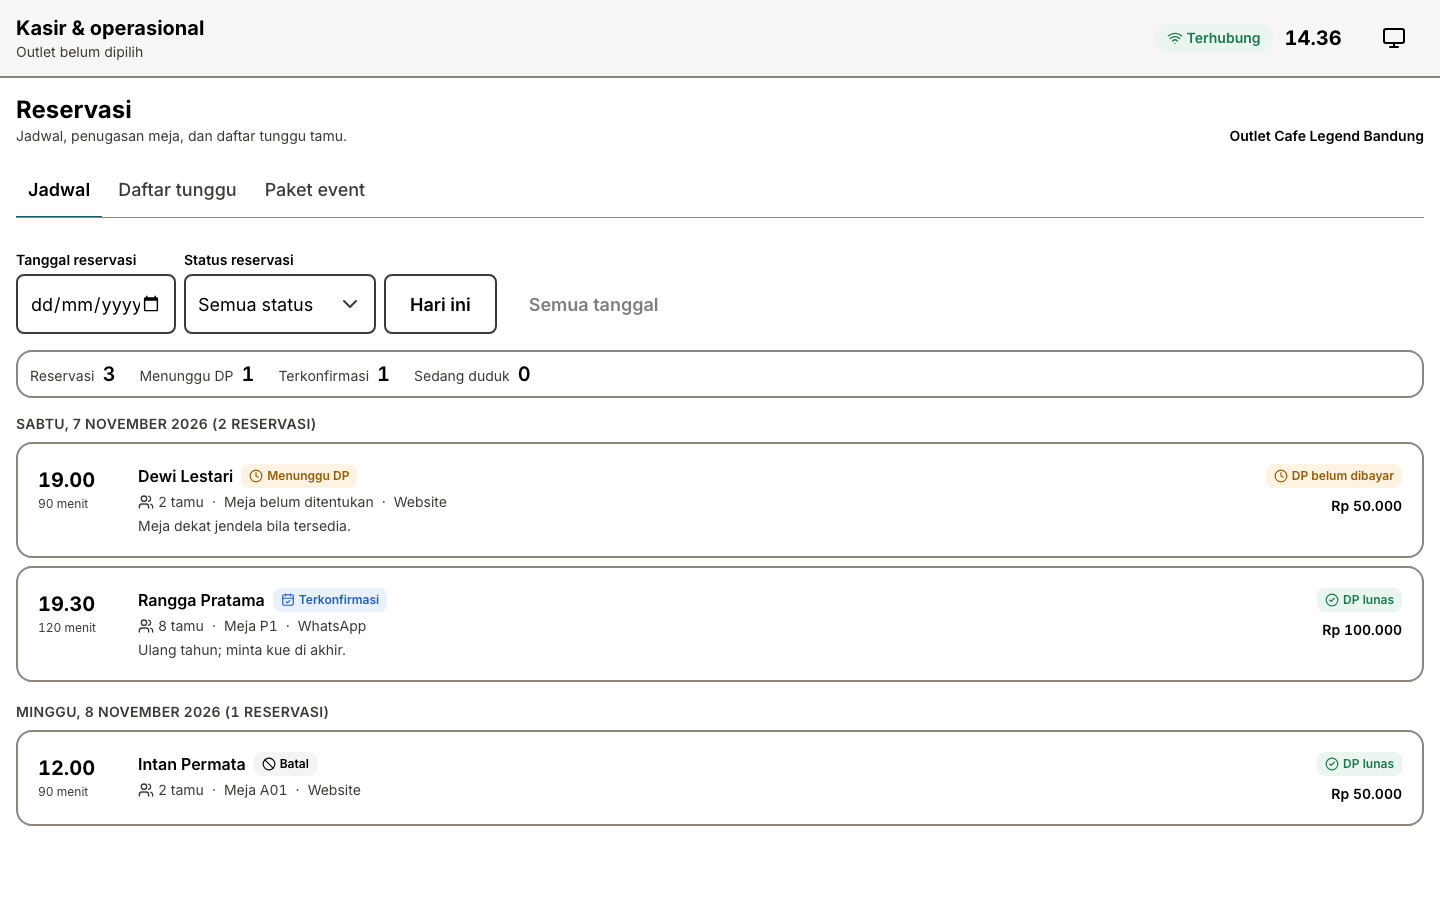 Kasir & operasional
Outlet belum dipilih
Terhubung 14.36
Reservasi
Jadwal, penugasan meja, dan daftar tunggu tamu.
Outlet Cafe Legend Bandung
Jadwal Daftar tunggu Paket event
Tanggal reservasi Status reservasi
dd/mm/yyyy Semua status Hari ini Semua tanggal
Reservasi 3 Menunggu DP 1 Terkonfirmasi 1 Sedang duduk 0
SABTU, 7 NOVEMBER 2026 (2 RESERVASI)
19.00 Dewi Lestari Menunggu DP DP belum dibayar
90 menit 2 tamu · Meja belum ditentukan · Website Rp 50.000
Meja dekat jendela bila tersedia.
19.30 Rangga Pratama Terkonfirmasi DP lunas
120 menit 8 tamu · Meja P1 · WhatsApp Rp 100.000
Ulang tahun; minta kue di akhir.
MINGGU, 8 NOVEMBER 2026 (1 RESERVASI)
12.00 Intan Permata Batal DP lunas
90 menit 2 tamu · Meja A01 · Website Rp 50.000